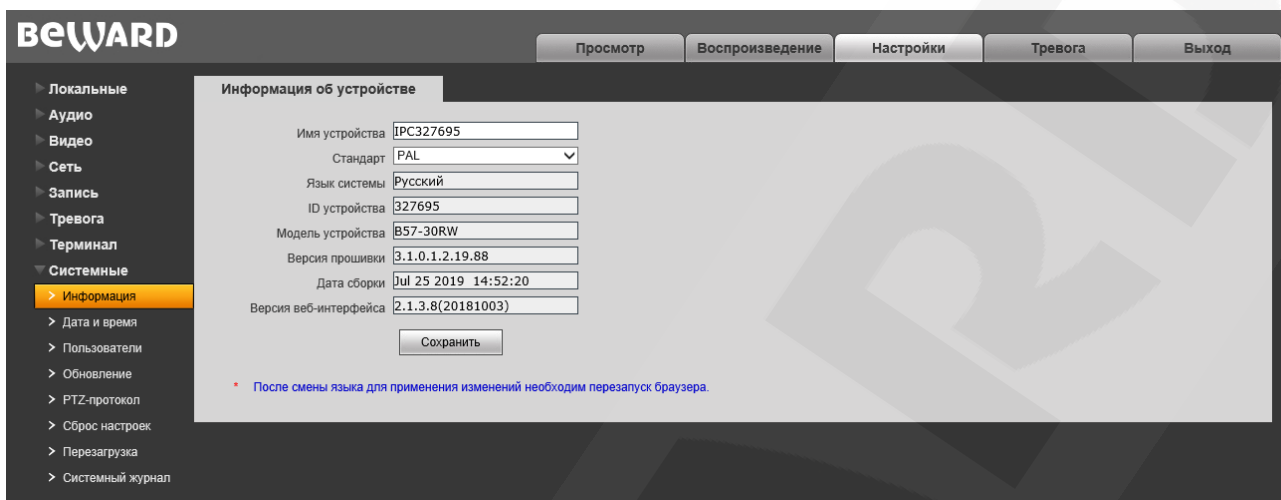 BEWARD
Просмотр Воспроизведение Настройки Тревога Выход
Локальные
Аудио
Видео
Сеть
Запись
Тревога
Терминал
Системные
Информация
Дата и время
Пользователи
Обновление
PTZ-протокол
Сброс настроек
Перезагрузка
Системный журнал
Информация об устройстве
Имя устройства IPC327695
Стандарт PAL
Язык системы Русский
ID устройства 327695
Модель устройства B57-30RW
Версия прошивки 3.1.0.1.2.19.88
Дата сборки Jul 25 2019 14:52:20
Версия веб-интерфейса 2.1.3.8(20181003)
Сохранить
* После смены языка для применения изменений необходим перезапуск браузера.